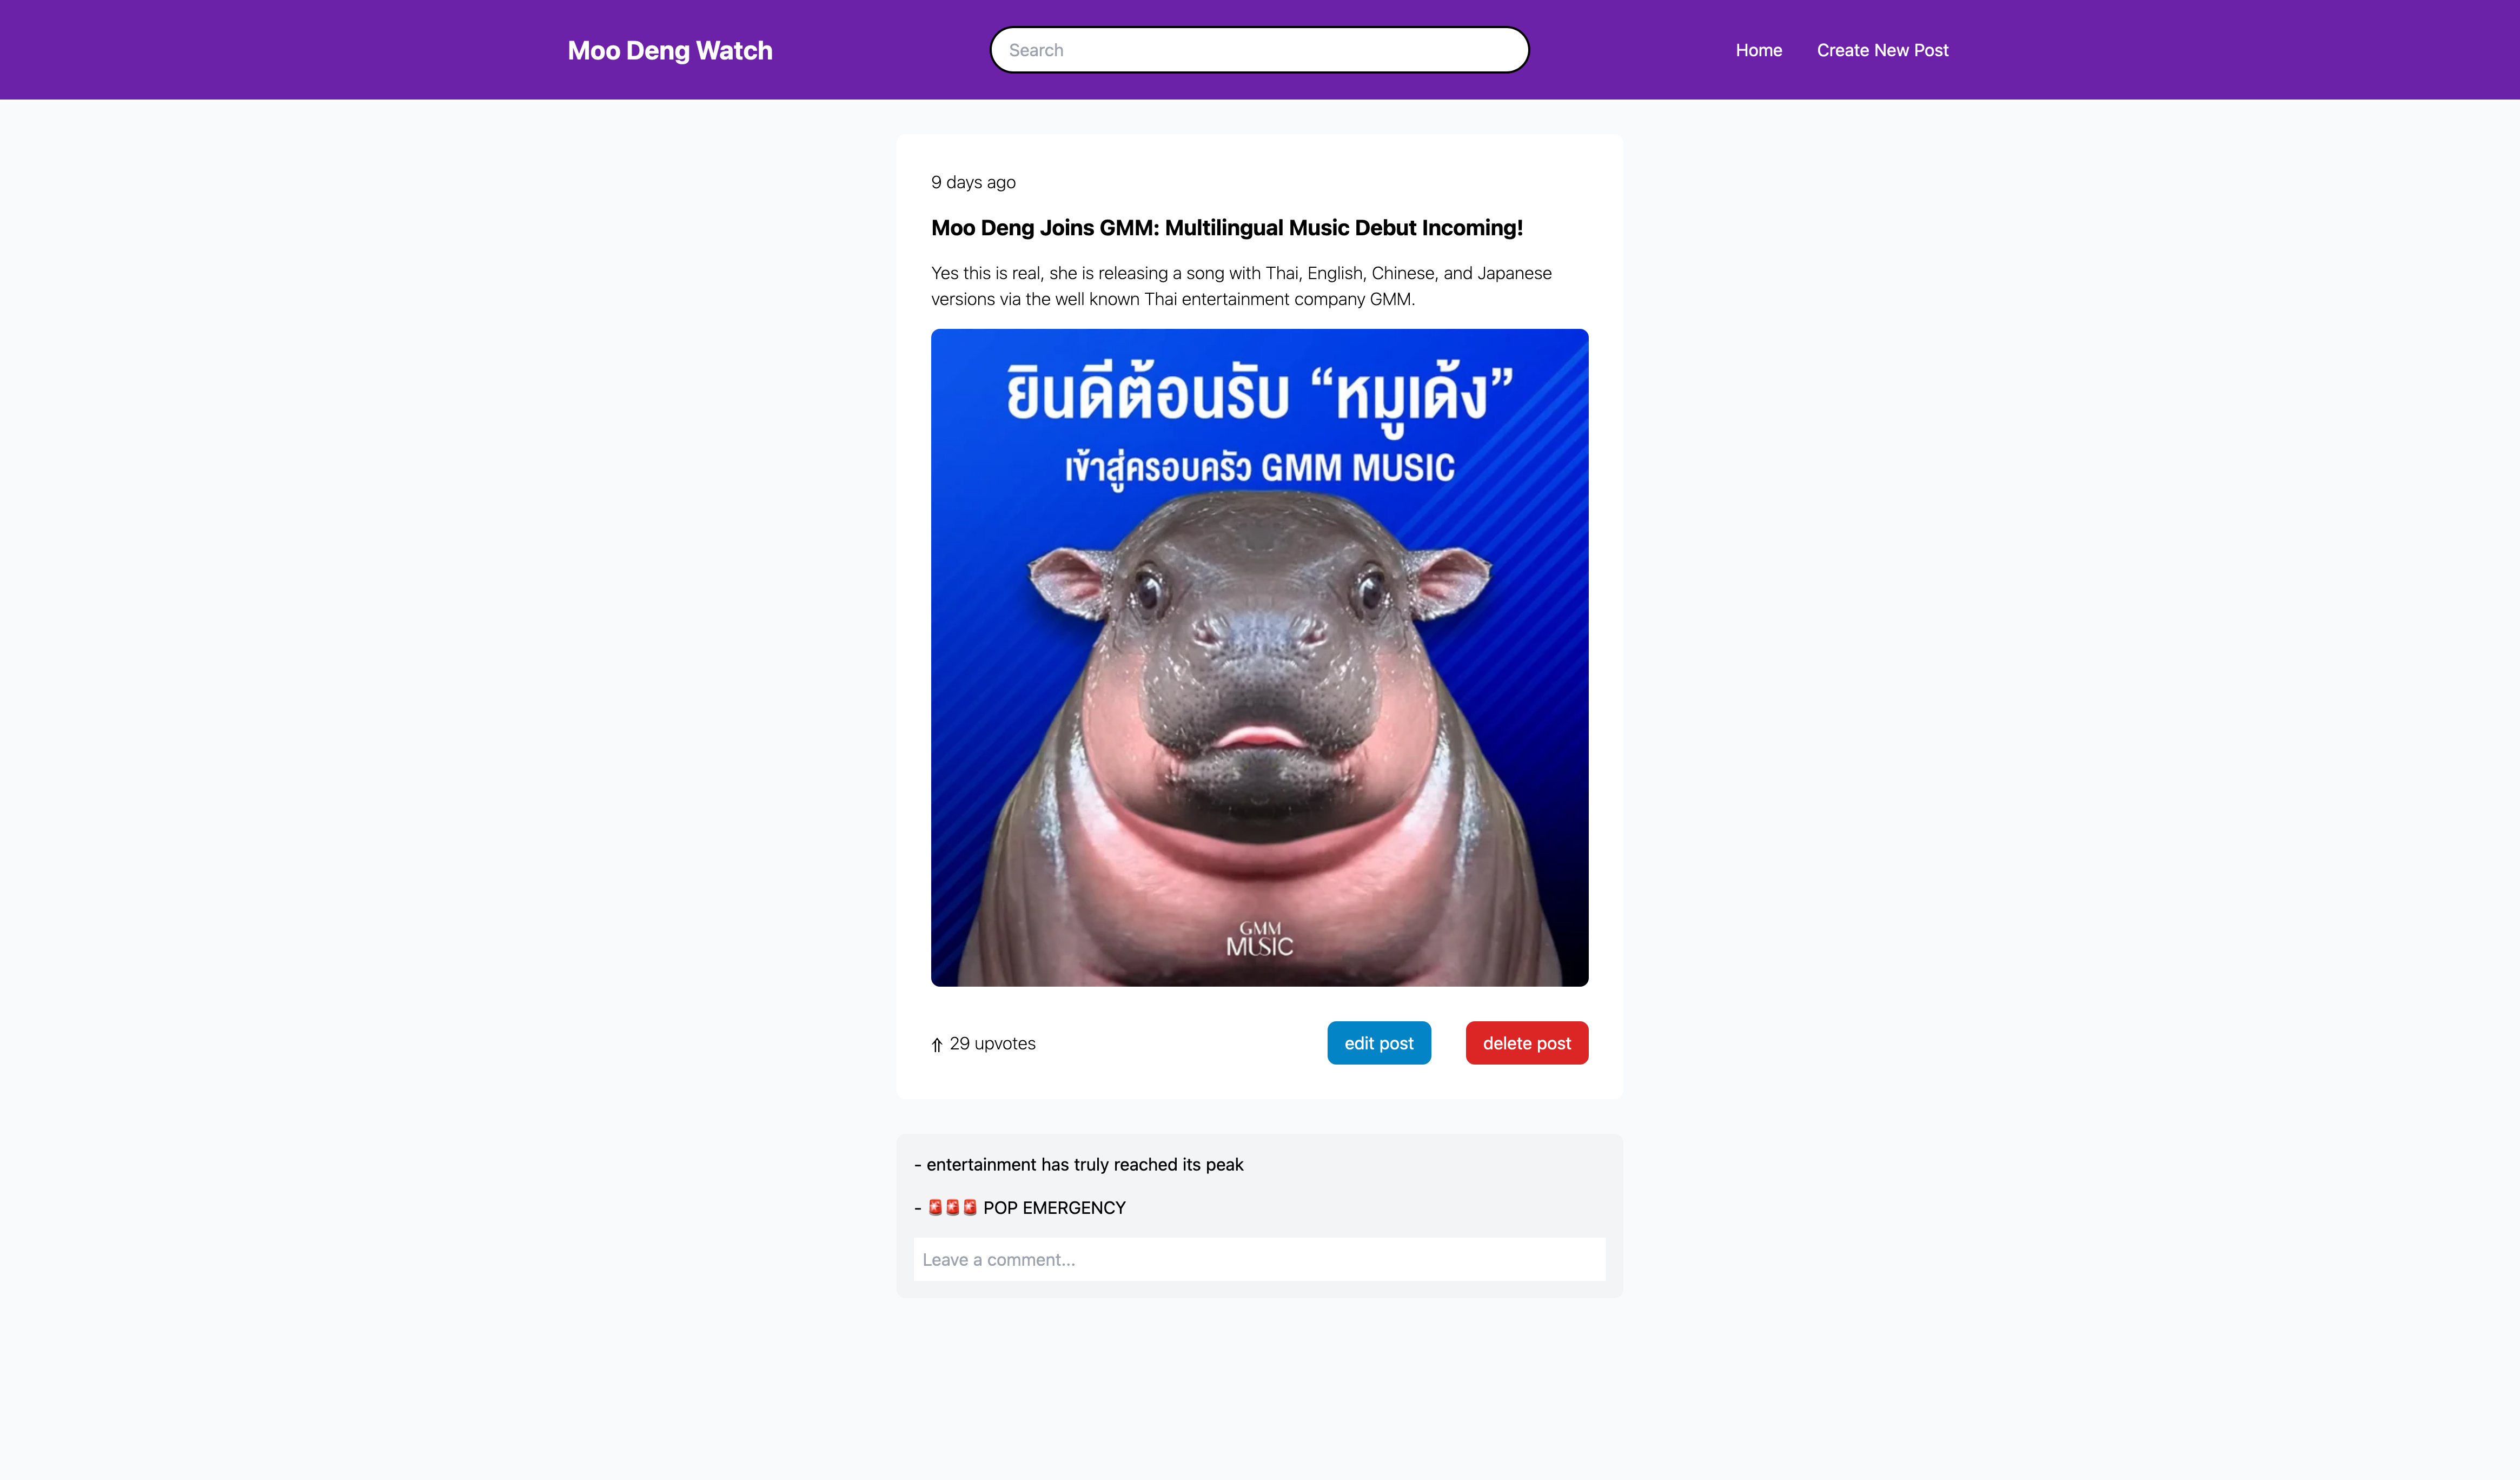 Moo Deng Watch
Search
Home
Create New Post
9 days ago
Moo Deng Joins GMM: Multilingual Music Debut Incoming!
Yes this is real, she is releasing a song with Thai, English, Chinese, and Japanese
versions via the well known Thai entertainment company GMM.
ยินดีต้อนรับ “หมูเด้ง”
เข้าสู่ครอบครัว GMM MUSIC
GMM
MUSIC
⇑ 29 upvotes
edit post
delete post
- entertainment has truly reached its peak
- 🚨🚨🚨 POP EMERGENCY
Leave a comment...